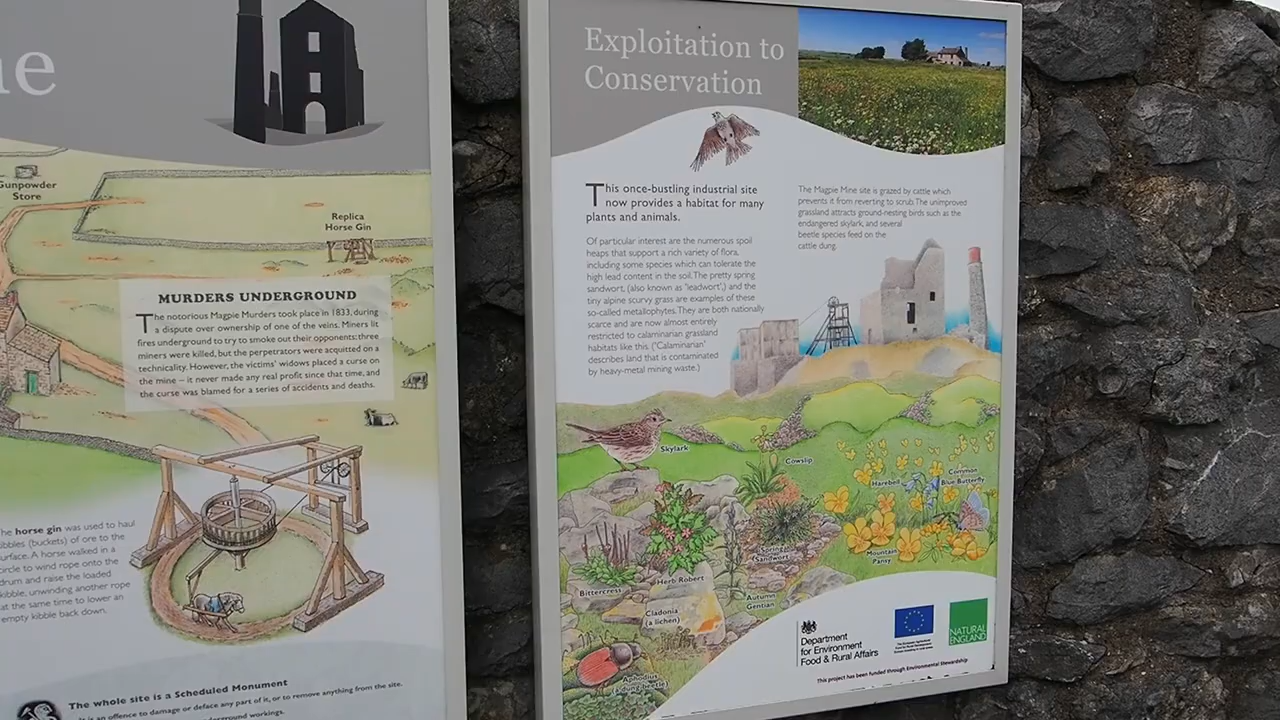 ne
Gunpowder
Store
Replica
Horse Gin
MURDERS UNDERGROUND
The notorious Magpie Murders took place in 1833, during
a dispute over ownership of one of the veins. Miners lit
fires underground to try to smoke out their opponents: three
miners were killed, but the perpetrators were acquitted on a
technicality. However, the victims' widows placed a curse on
the mine – it never made any real profit since that time, and
the curse was blamed for a series of accidents and deaths.
The horse gin was used to haul
kibbles (buckets) of ore to the
surface. A horse walked in a
circle to wind rope onto the
drum and raise the loaded
kibble, unwinding another rope
at the same time to lower an
empty kibble back down.
The whole site is a Scheduled Monument
It is an offence to damage or deface any part of it, or to remove anything from the site.
underground workings.
Exploitation to
Conservation
This once-bustling industrial site
now provides a habitat for many
plants and animals.
Of particular interest are the numerous spoil
heaps that support a rich variety of flora,
including some species which can tolerate the
high lead content in the soil. The pretty spring
sandwort, (also known as 'leadwort',) and the
tiny alpine scurvy grass are examples of these
so-called metallophytes. They are both nationally
scarce and are now almost entirely
restricted to calaminarian grassland
habitats like this. ('Calaminarian'
describes land that is contaminated
by heavy-metal mining waste.)
The Magpie Mine site is grazed by cattle which
prevents it from reverting to scrub. The unimproved
grassland attracts ground-nesting birds such as the
endangered skylark, and several
beetle species feed on the
cattle dung.
Skylark
Cowslip
Harebell
Common
Blue Butterfly
Mountain
Pansy
Spring
Sandwort
Herb Robert
Bittercress
Autumn
Gentian
Cladonia
(a lichen)
Aphodius
(a dung beetle)
Department
for Environment
Food & Rural Affairs
NATURAL
ENGLAND
This project has been funded through Environmental Stewardship